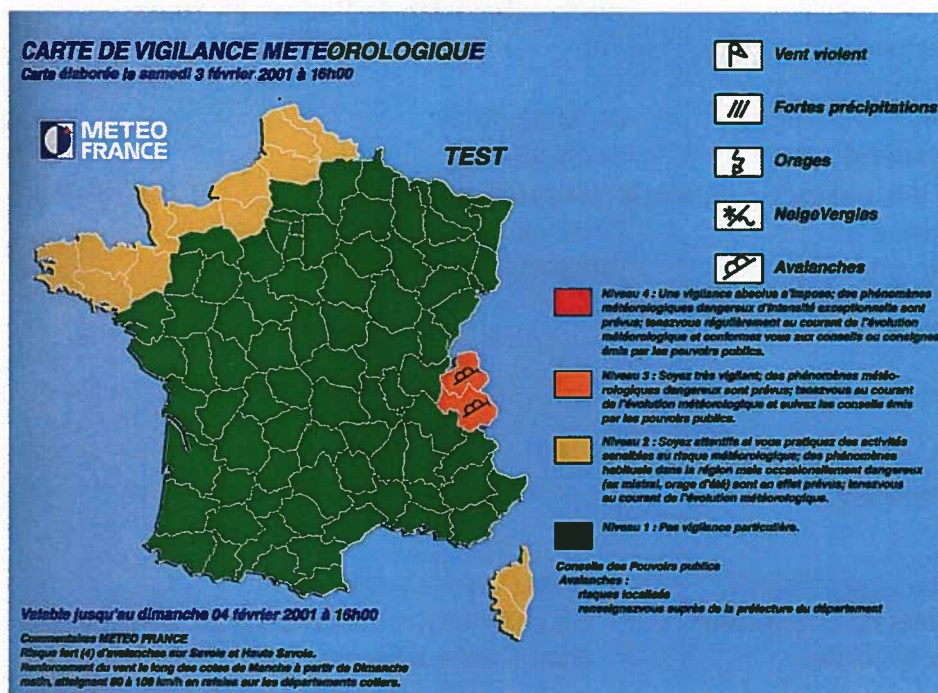 CARTE DE VIGILANCE METEOROLOGIQUE
Carte élaborée le samedi 3 février 2001 à 16h00
METEO
FRANCE
TEST
Vent violent
Fortes précipitations
Orages
NeigeVerglas
Avalanches
Niveau 4 : Une vigilance absolue s'impose; des phénomènes
météorologiques dangereux d'intensité exceptionnelle sont
prévus; tenezvous régulièrement au courant de l'évolution
météorologique et conformez vous aux conseils ou consignes
émis par les pouvoirs publics.
Niveau 3 : Soyez très vigilant; des phénomènes météo-
rologiques dangereux sont prévus; tenezvous au courant
de l'évolution météorologique et suivez les conseils émis
par les pouvoirs publics.
Niveau 2 : Soyez attentifs si vous pratiquez des activités
sensibles au risque météorologique; des phénomènes
habituels dans la région mais occasionellement dangereux
(ex mistral, orage d'été) sont en effet prévus; tenezvous
au courant de l'évolution météorologique.
Niveau 1 : Pas vigilance particulière.
Conseils des Pouvoirs publics
Avalanches :
risques localisés
renseignezvous auprès de la préfecture du département
Valable jusqu'au dimanche 04 février 2001 à 16h00
Commentaires METEO FRANCE
Risque fort (4) d'avalanches sur Savoie et Haute Savoie.
Renforcement du vent le long des cotes de Manche à partir de Dimanche
matin, atteignant 80 à 100 km/h en rafales sur les départements cotiers.